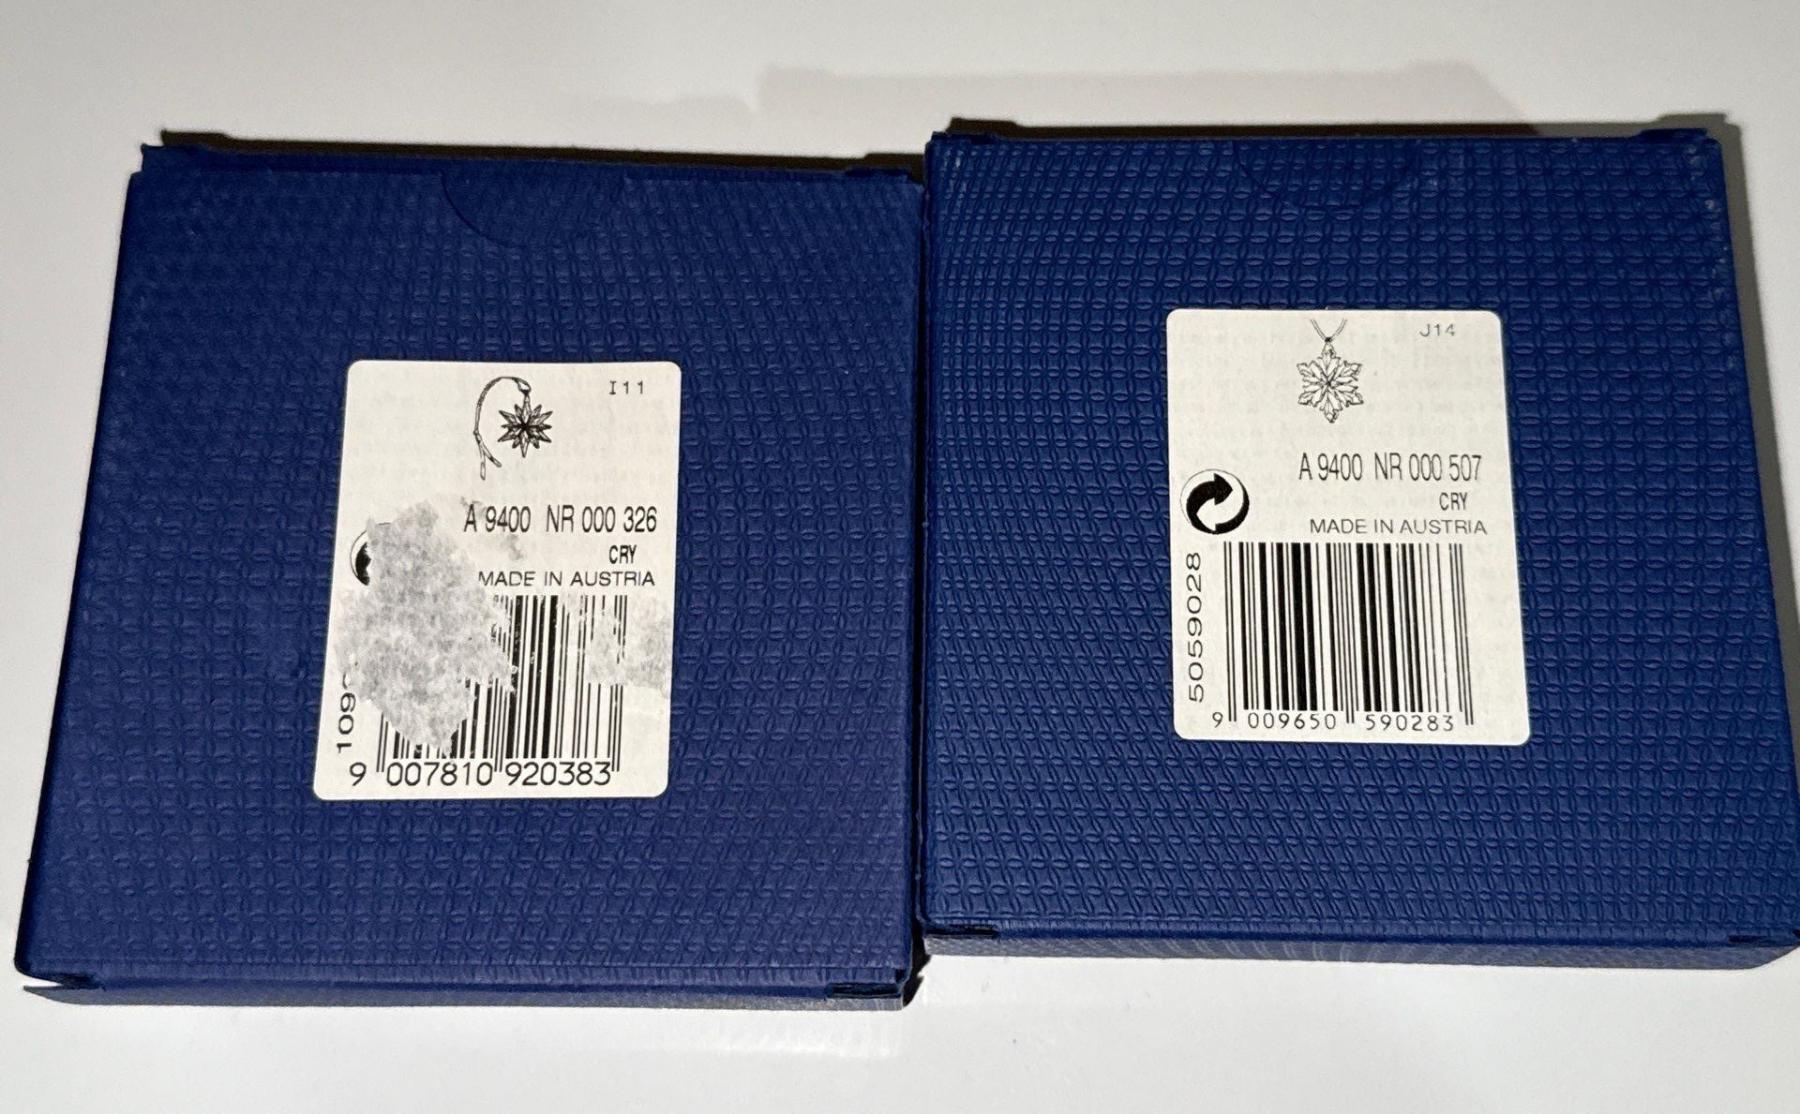 I11
A 9400 NR 000 326
CRY
MADE IN AUSTRIA
9 007810 920383
J14
A 9400 NR 000 507
CRY
MADE IN AUSTRIA
5059028
9 009650 590283